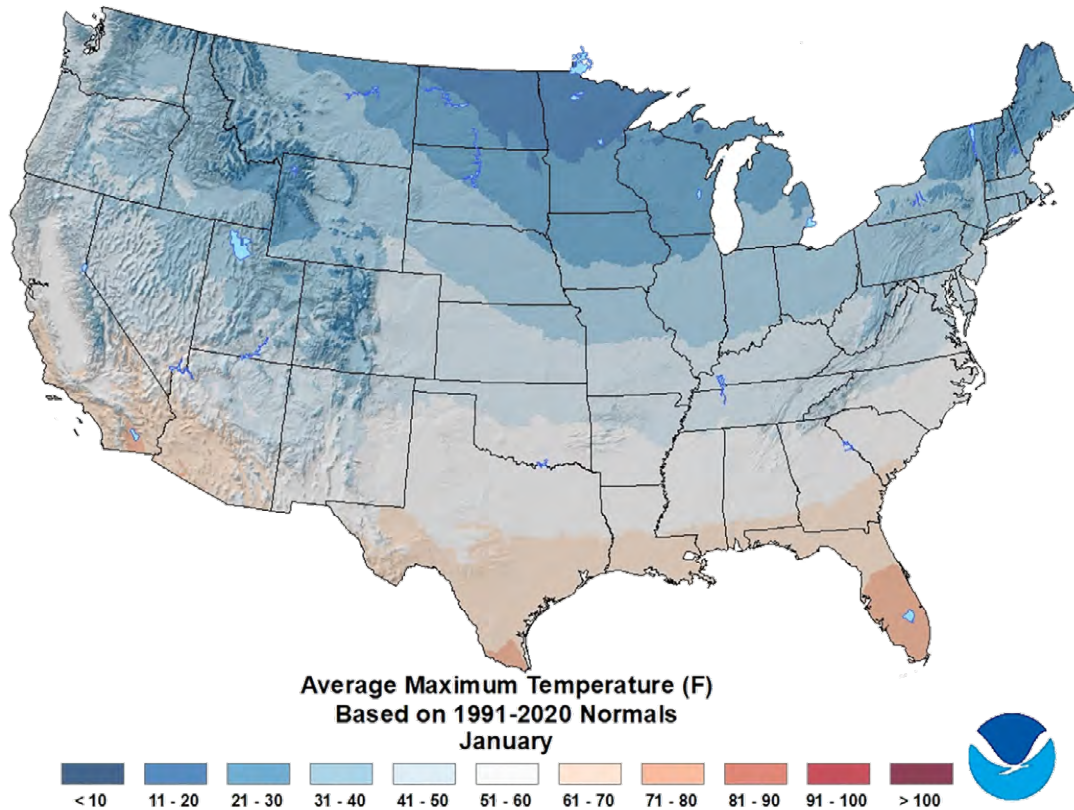 Average Maximum Temperature (F)
Based on 1991-2020 Normals
January
< 10 11 - 20 21 - 30 31 - 40 41 - 50 51 - 60 61 - 70 71 - 80 81 - 90 91 - 100 > 100